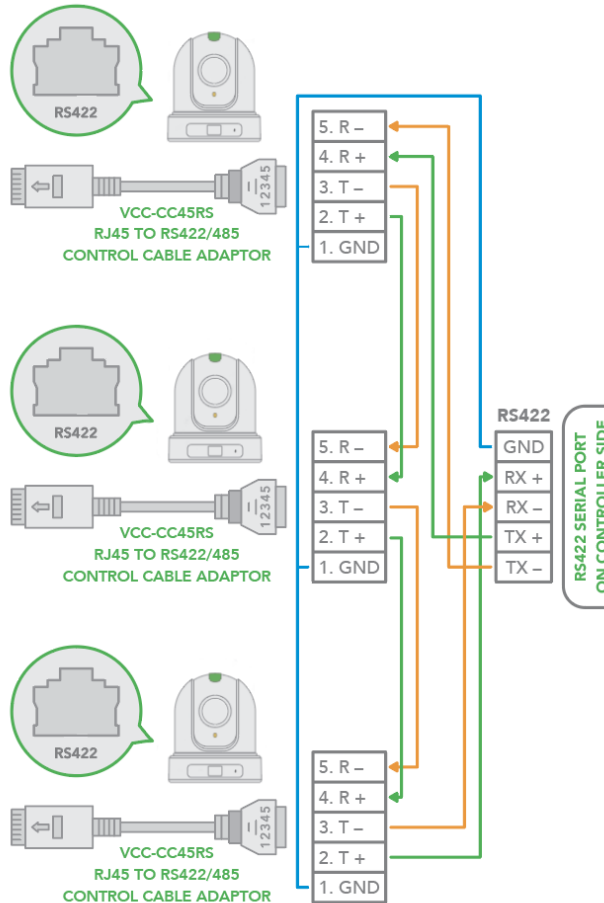 RS422
12345
VCC-CC45RS
RJ45 TO RS422/485
CONTROL CABLE ADAPTOR
5. R –
4. R +
3. T –
2. T +
1. GND
RS422
12345
VCC-CC45RS
RJ45 TO RS422/485
CONTROL CABLE ADAPTOR
5. R –
4. R +
3. T –
2. T +
1. GND
RS422
GND
RX +
RX –
TX +
TX –
RS422 SERIAL PORT
ON CONTROLLER SIDE
RS422
12345
VCC-CC45RS
RJ45 TO RS422/485
CONTROL CABLE ADAPTOR
5. R –
4. R +
3. T –
2. T +
1. GND